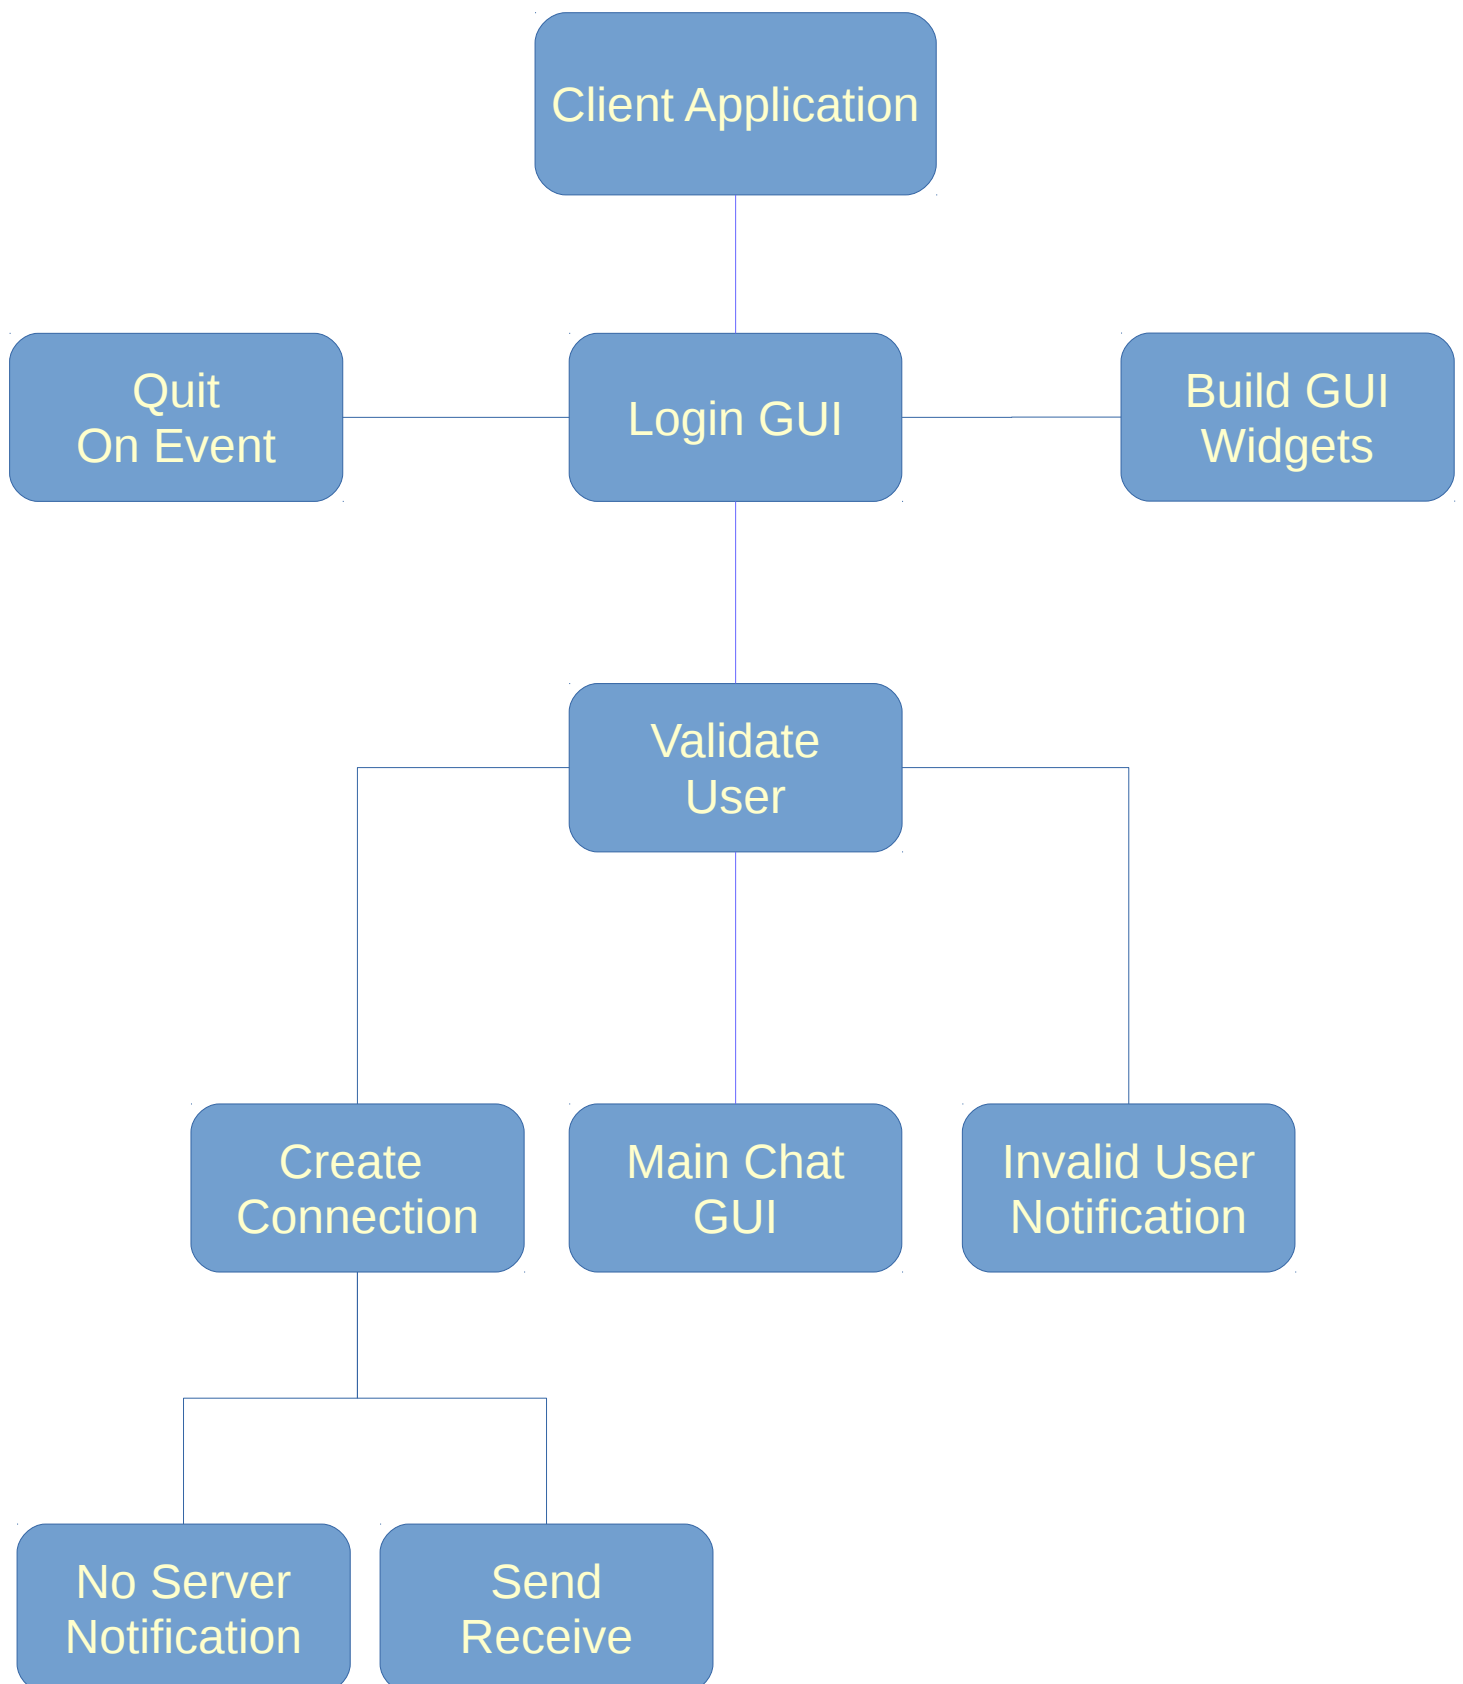 Client Application
Quit
On Event
Login GUI
Build GUI
Widgets
Validate
User
Create
Connection
Main Chat
GUI
Invalid User
Notification
No Server
Notification
Send
Receive